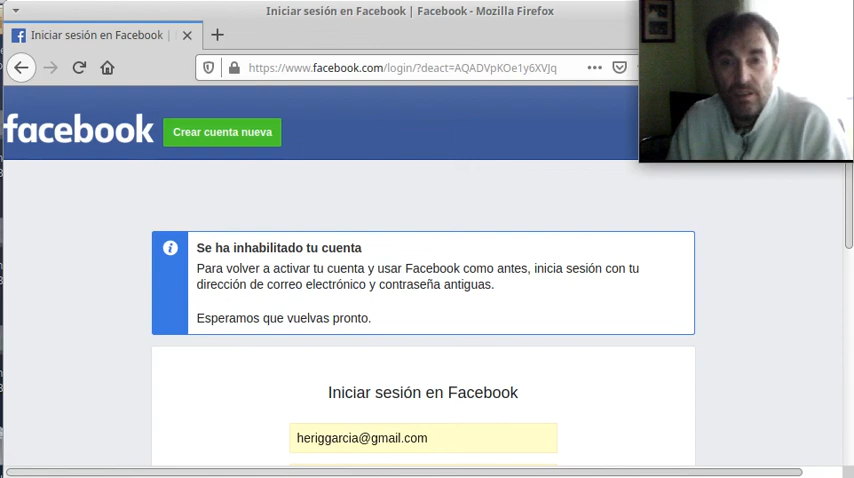 Iniciar sesión en Facebook | Facebook - Mozilla Firefox
Iniciar sesión en Facebook |
https://www.facebook.com/login/?deact=AQADVpKOe1y6XVJq
facebook
Crear cuenta nueva
Se ha inhabilitado tu cuenta
Para volver a activar tu cuenta y usar Facebook como antes, inicia sesión con tu
dirección de correo electrónico y contraseña antiguas.
Esperamos que vuelvas pronto.
Iniciar sesión en Facebook
heriggarcia@gmail.com